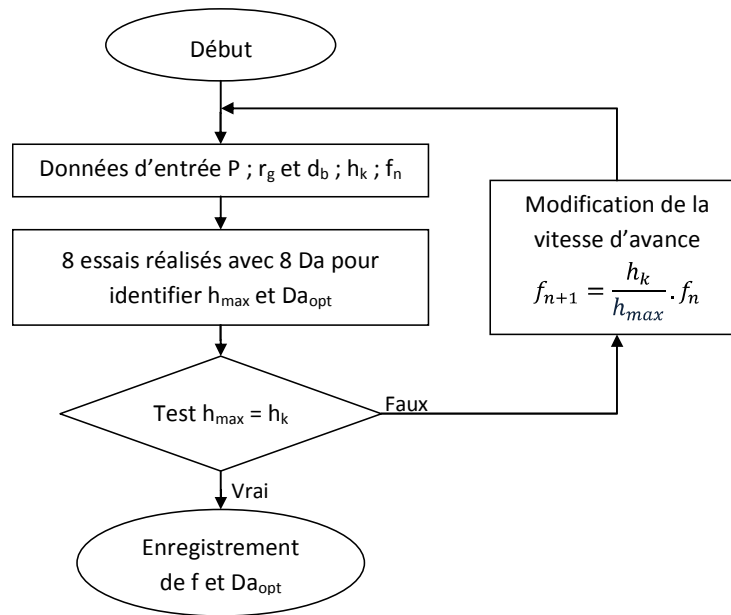 Début
Données d'entrée P ; r_g et d_b ; h_k ; f_n
8 essais réalisés avec 8 Da pour
identifier h_max et Da_opt
Test h_max = h_k
Faux
Vrai
Enregistrement
de f et Da_opt
Modification de la
vitesse d'avance
f_{n+1} = h_k / h_max . f_n